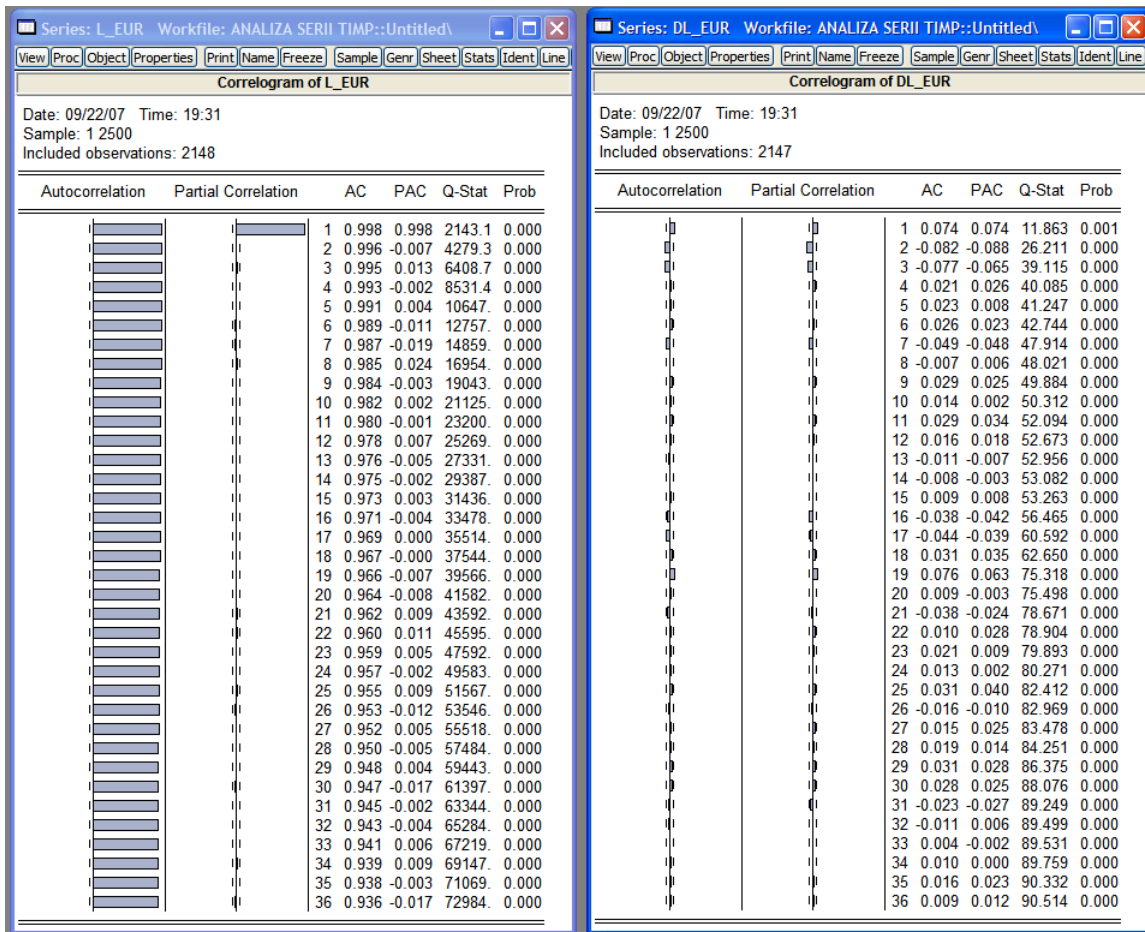 Series: L_EUR Workfile: ANALIZA SERII TIMP::Untitled\
View Proc Object Properties Print Name Freeze Sample Genr Sheet Stats Ident Line
Correlogram of L_EUR
Date: 09/22/07 Time: 19:31
Sample: 1 2500
Included observations: 2148
Autocorrelation Partial Correlation AC PAC Q-Stat Prob
1 0.998 0.998 2143.1 0.000
2 0.996 -0.007 4279.3 0.000
3 0.995 0.013 6408.7 0.000
4 0.993 -0.002 8531.4 0.000
5 0.991 0.004 10647. 0.000
6 0.989 -0.011 12757. 0.000
7 0.987 -0.019 14859. 0.000
8 0.985 0.024 16954. 0.000
9 0.984 -0.003 19043. 0.000
10 0.982 0.002 21125. 0.000
11 0.980 -0.001 23200. 0.000
12 0.978 0.007 25269. 0.000
13 0.976 -0.005 27331. 0.000
14 0.975 -0.002 29387. 0.000
15 0.973 0.003 31436. 0.000
16 0.971 -0.004 33478. 0.000
17 0.969 0.000 35514. 0.000
18 0.967 -0.000 37544. 0.000
19 0.966 -0.007 39566. 0.000
20 0.964 -0.008 41582. 0.000
21 0.962 0.009 43592. 0.000
22 0.960 0.011 45595. 0.000
23 0.959 0.005 47592. 0.000
24 0.957 -0.002 49583. 0.000
25 0.955 0.009 51567. 0.000
26 0.953 -0.012 53546. 0.000
27 0.952 0.005 55518. 0.000
28 0.950 -0.005 57484. 0.000
29 0.948 0.004 59443. 0.000
30 0.947 -0.017 61397. 0.000
31 0.945 -0.002 63344. 0.000
32 0.943 -0.004 65284. 0.000
33 0.941 0.006 67219. 0.000
34 0.939 0.009 69147. 0.000
35 0.938 -0.003 71069. 0.000
36 0.936 -0.017 72984. 0.000
Series: DL_EUR Workfile: ANALIZA SERII TIMP::Untitled\
View Proc Object Properties Print Name Freeze Sample Genr Sheet Stats Ident Line
Correlogram of DL_EUR
Date: 09/22/07 Time: 19:31
Sample: 1 2500
Included observations: 2147
Autocorrelation Partial Correlation AC PAC Q-Stat Prob
1 0.074 0.074 11.863 0.001
2 -0.082 -0.088 26.211 0.000
3 -0.077 -0.065 39.115 0.000
4 0.021 0.026 40.085 0.000
5 0.023 0.008 41.247 0.000
6 0.026 0.023 42.744 0.000
7 -0.049 -0.048 47.914 0.000
8 -0.007 0.006 48.021 0.000
9 0.029 0.025 49.884 0.000
10 0.014 0.002 50.312 0.000
11 0.029 0.034 52.094 0.000
12 0.016 0.018 52.673 0.000
13 -0.011 -0.007 52.956 0.000
14 -0.008 -0.003 53.082 0.000
15 0.009 0.008 53.263 0.000
16 -0.038 -0.042 56.465 0.000
17 -0.044 -0.039 60.592 0.000
18 0.031 0.035 62.650 0.000
19 0.076 0.063 75.318 0.000
20 0.009 -0.003 75.498 0.000
21 -0.038 -0.024 78.671 0.000
22 0.010 0.028 78.904 0.000
23 0.021 0.009 79.893 0.000
24 0.013 0.002 80.271 0.000
25 0.031 0.040 82.412 0.000
26 -0.016 -0.010 82.969 0.000
27 0.015 0.025 83.478 0.000
28 0.019 0.014 84.251 0.000
29 0.031 0.028 86.375 0.000
30 0.028 0.025 88.076 0.000
31 -0.023 -0.027 89.249 0.000
32 -0.011 0.006 89.499 0.000
33 0.004 -0.002 89.531 0.000
34 0.010 0.000 89.759 0.000
35 0.016 0.023 90.332 0.000
36 0.009 0.012 90.514 0.000